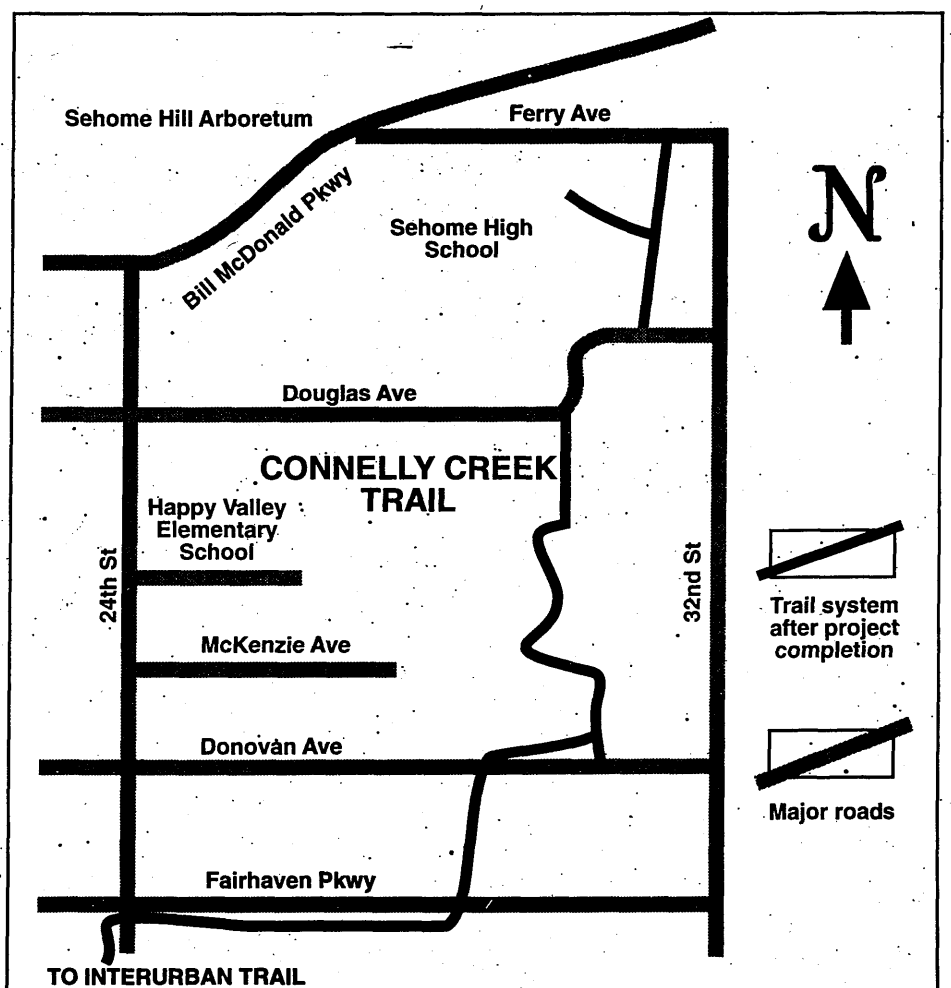 Sehome Hill Arboretum
Ferry Ave
Bill McDonald Pkwy
Sehome High
School
N
Douglas Ave
CONNELLY CREEK
TRAIL
Happy Valley
Elementary
School
24th St
32nd St
Trail system
after project
completion
McKenzie Ave
Donovan Ave
Major roads
Fairhaven Pkwy
TO INTERURBAN TRAIL